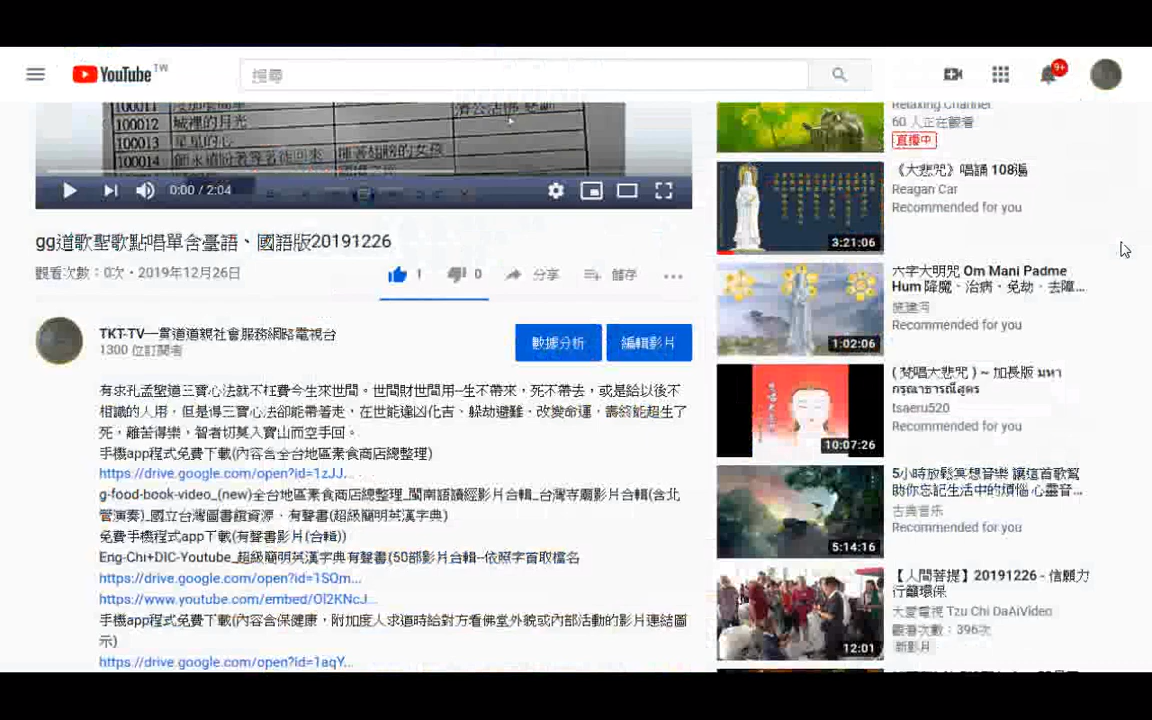 YouTube TW
搜尋
9+
100011
濟公活佛 慈訓
100012 城裡的月光
100013 星星的心
100014
0:00 / 2:04
gg道歌聖歌點唱單含臺語、國語版20191226
觀看次數：0次・2019年12月26日
1 0 分享 儲存
TKT-TV一貫道道親社會服務網路電視台
1300 位訂閱者
數據分析 編輯影片
有求孔孟聖道三寶心法就不枉費今生來世間。世間財世間用一生不帶來，死不帶去，或是給以後不
相識的人用，但是得三寶心法卻能帶著走，在世能逢凶化吉、躲劫避難、改變命運，壽終能超生了
死，離苦得樂，智者切莫入寶山而空手回。
手機app程式免費下載(內容含全台地區素食商店總整理)
https://drive.google.com/open?id=1zJJ...
g-food-book-video_(new)全台地區素食商店總整理_閩南語讀經影片合輯_台灣寺廟影片合輯(含北
管演奏)_國立台灣圖書館資源、有聲書(超級簡明英漢字典)
免費手機程式app下載(有聲書影片(合輯))
Eng-Chi+DIC-Youtube_超級簡明英漢字典有聲書(50部影片合輯--依照字首取檔名
https://drive.google.com/open?id=1SQm...
https://www.youtube.com/embed/Ol2KNcJ...
手機app程式免費下載(內容含保健康，附加度人求道時給對方看佛堂外貌或內部活動的影片連結圖
示)
https://drive.google.com/open?id=1aqY...
Relaxing Channel
60 人正在觀看
直播中
《大悲咒》唱誦 108遍
Reagan Car
Recommended for you
3:21:06
六字大明咒 Om Mani Padme
Hum 降魔、治病、免劫、去障...
Recommended for you
1:02:06
( 梵唱大悲咒 ) ~ 加長版 มหา
กรุณาธารณีสูตร
tsaeru520
Recommended for you
10:07:26
5小時放鬆冥想音樂 讓這首歌幫
助你忘記生活中的煩惱 心靈音...
古典音乐
Recommended for you
5:14:16
【人間菩提】20191226 - 信願力
行籲環保
大愛電視 Tzu Chi DaAiVideo
觀看次數：396次
新影片
12:01